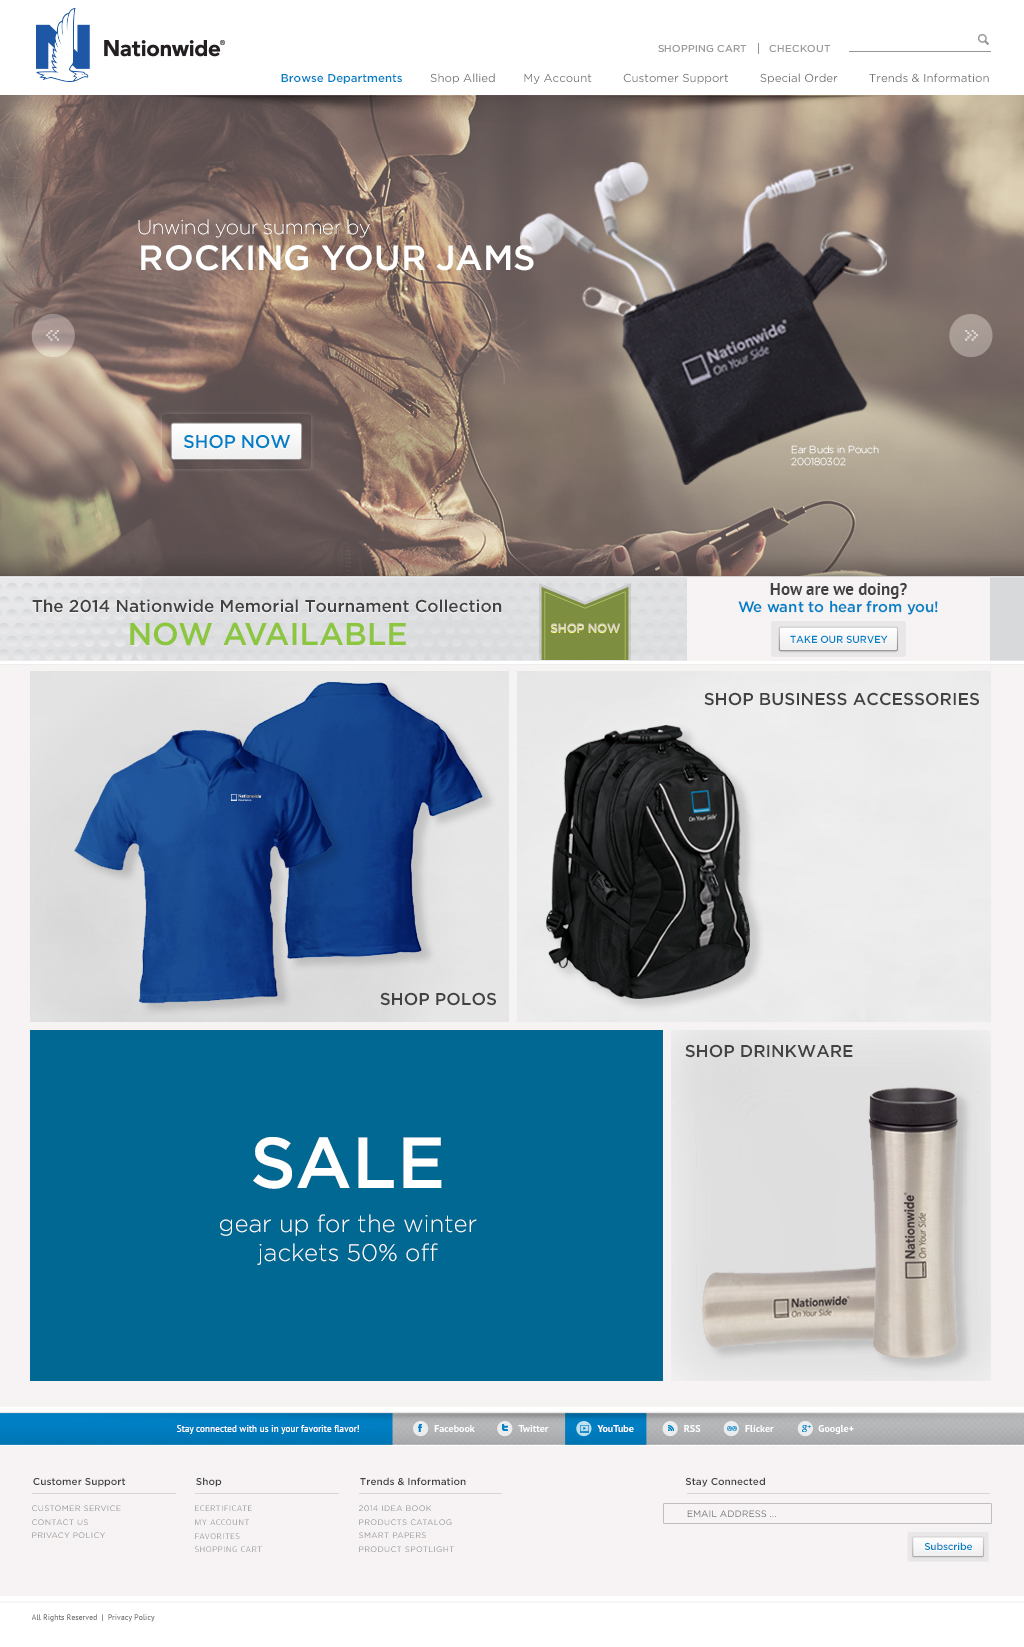 Nationwide®
SHOPPING CART | CHECKOUT
Browse Departments Shop Allied My Account Customer Support Special Order Trends & Information
Unwind your summer by
ROCKING YOUR JAMS
Nationwide®
On Your Side
SHOP NOW
Ear Buds in Pouch
200180302
The 2014 Nationwide Memorial Tournament Collection
NOW AVAILABLE
SHOP NOW
How are we doing?
We want to hear from you!
TAKE OUR SURVEY
Nationwide
SHOP POLOS
SHOP BUSINESS ACCESSORIES
On Your Side®
SALE
gear up for the winter
jackets 50% off
SHOP DRINKWARE
Nationwide®
On Your Side
Nationwide®
On Your Side
Stay connected with us in your favorite flavor!
Facebook Twitter YouTube RSS Flicker Google+
Customer Support
CUSTOMER SERVICE
CONTACT US
PRIVACY POLICY
Shop
ECERTIFICATE
MY ACCOUNT
FAVORITES
SHOPPING CART
Trends & Information
2014 IDEA BOOK
PRODUCTS CATALOG
SMART PAPERS
PRODUCT SPOTLIGHT
Stay Connected
EMAIL ADDRESS ...
Subscribe
All Rights Reserved | Privacy Policy